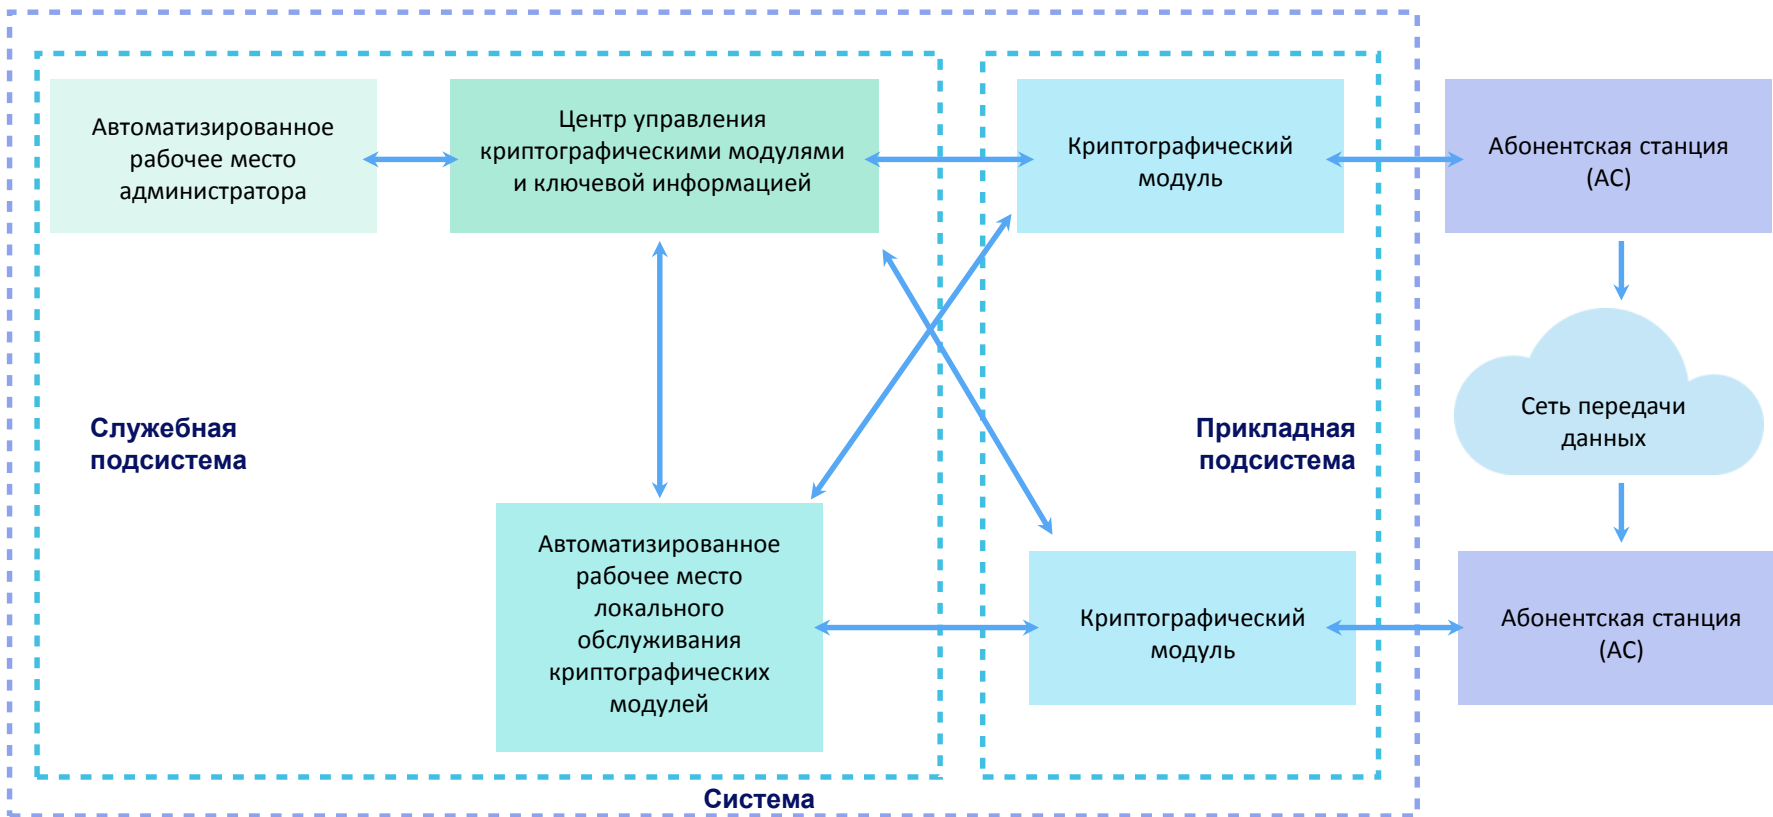 Автоматизированное
рабочее место
администратора
Центр управления
криптографическими модулями
и ключевой информацией
Криптографический
модуль
Абонентская станция
(АС)
Служебная
подсистема
Прикладная
подсистема
Сеть передачи
данных
Автоматизированное
рабочее место
локального
обслуживания
криптографических
модулей
Криптографический
модуль
Абонентская станция
(АС)
Система